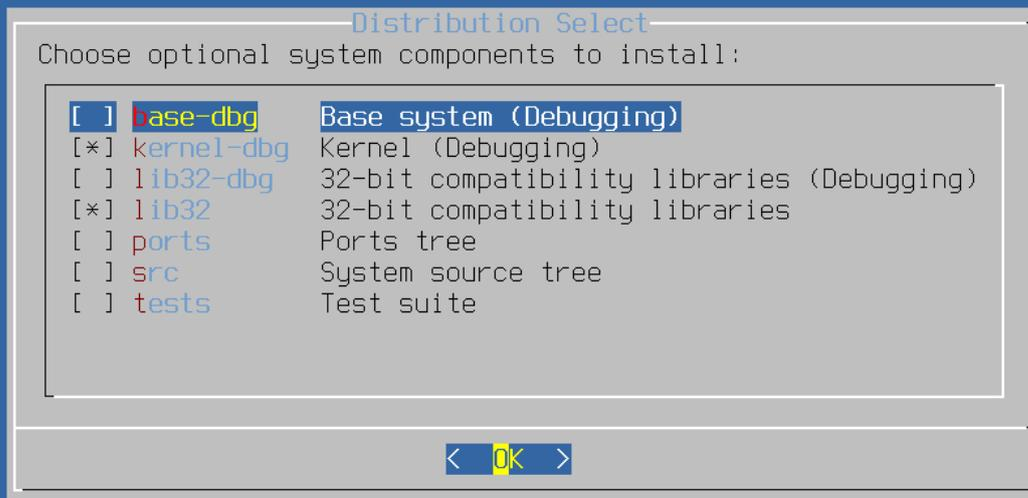 Distribution Select
Choose optional system components to install:
[ ] base-dbg Base system (Debugging)
[*] kernel-dbg Kernel (Debugging)
[ ] lib32-dbg 32-bit compatibility libraries (Debugging)
[*] lib32 32-bit compatibility libraries
[ ] ports Ports tree
[ ] src System source tree
[ ] tests Test suite
< OK >